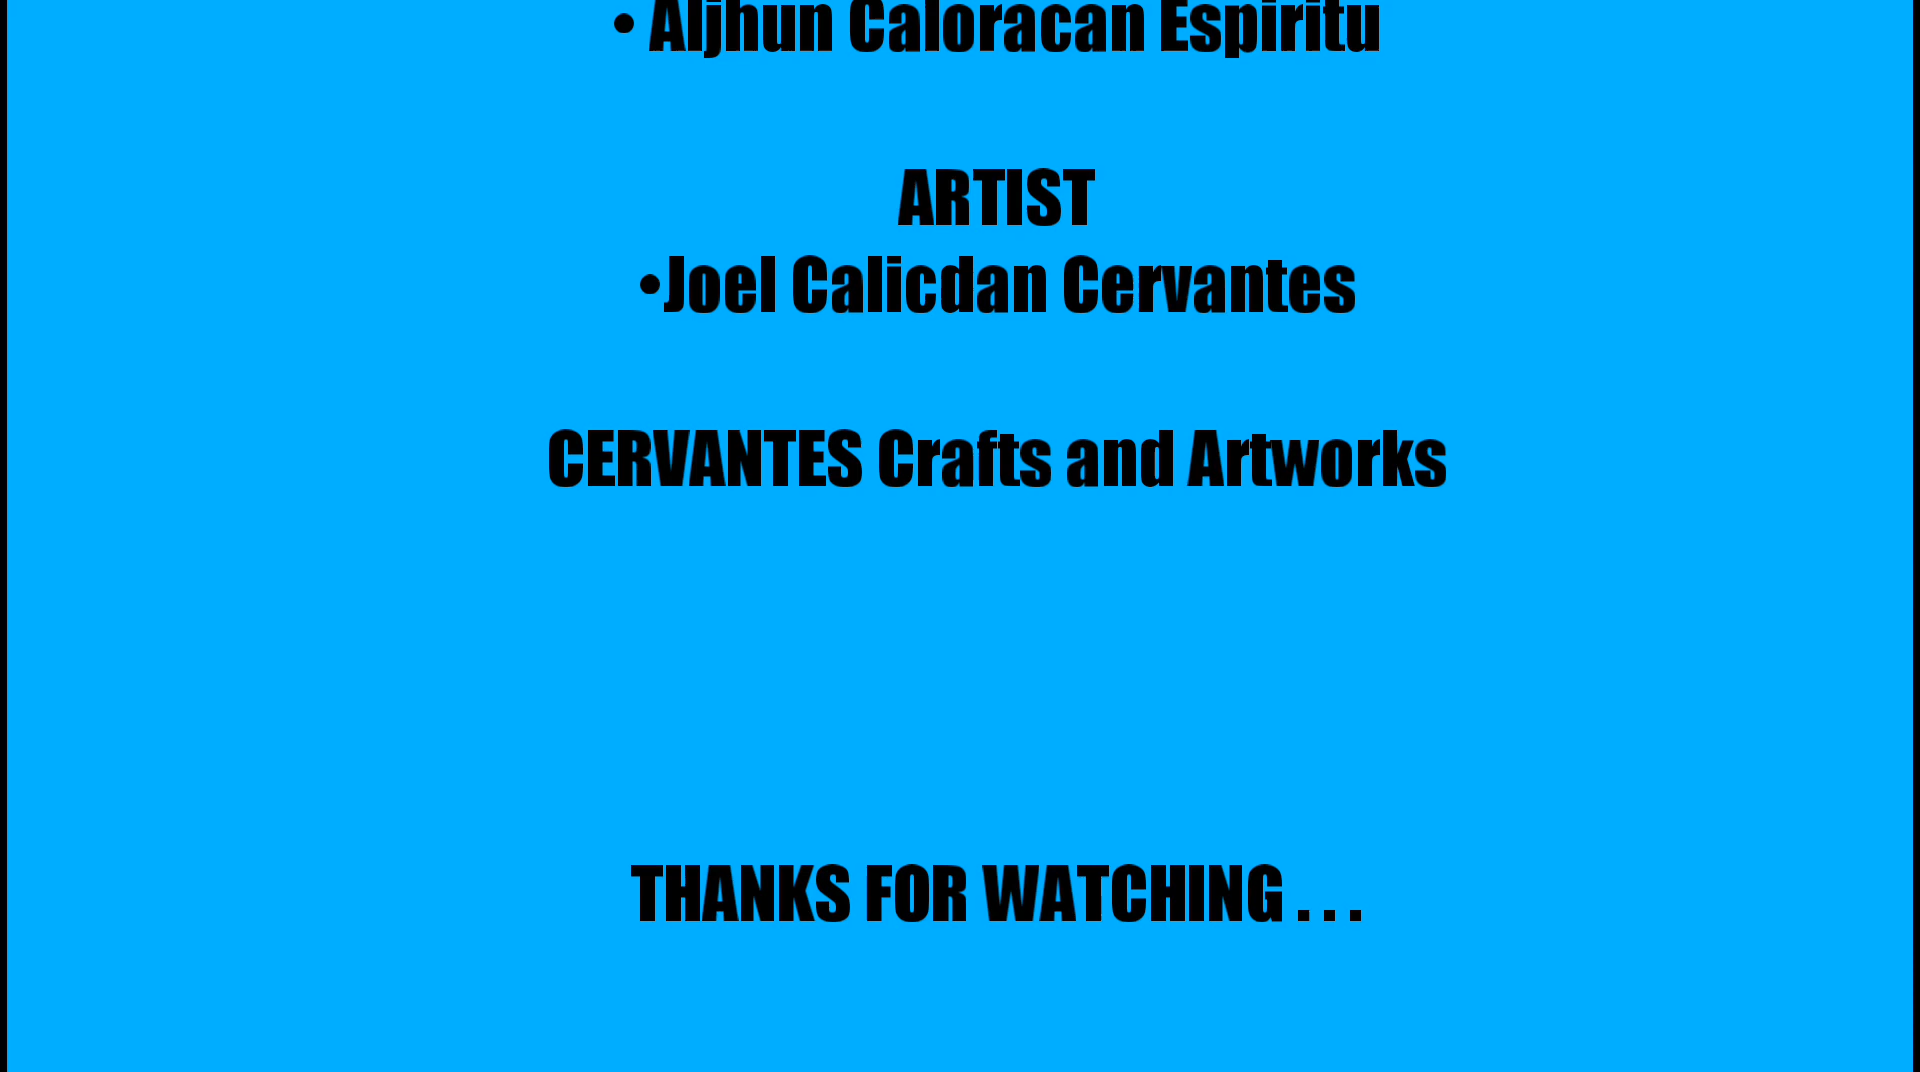 • Aljhun Caloracan Espiritu
ARTIST
•Joel Calicdan Cervantes
CERVANTES Crafts and Artworks
THANKS FOR WATCHING . . .